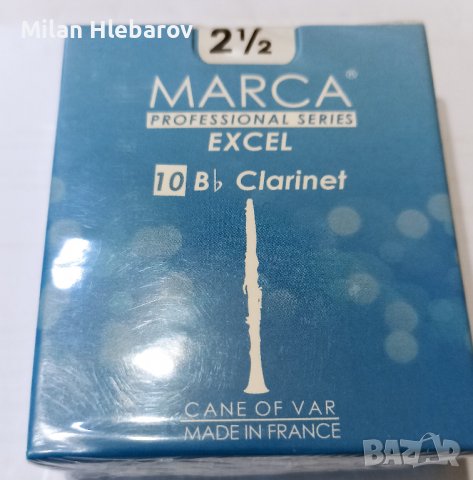 Milan Hlebarov
2½
MARCA®
PROFESSIONAL SERIES
EXCEL
10 B♭ Clarinet
CANE OF VAR
MADE IN FRANCE
BAZAR